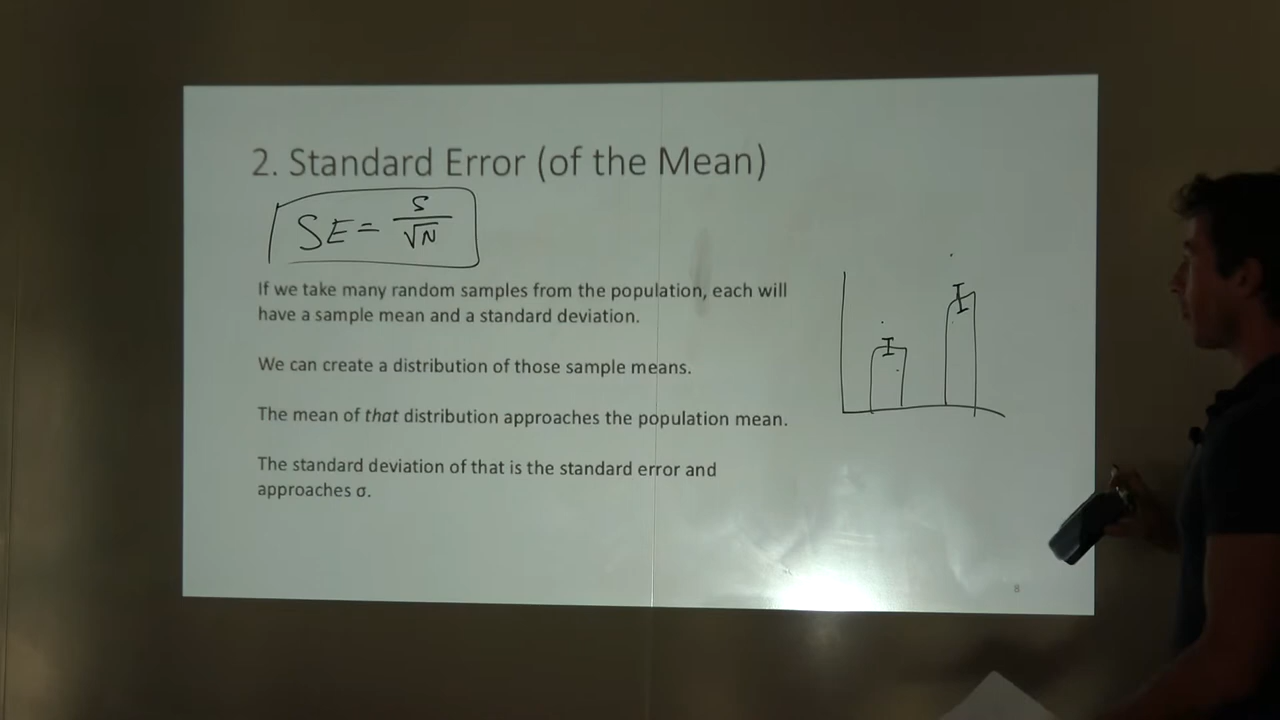 2. Standard Error (of the Mean)
SE = s/√N
If we take many random samples from the population, each will
have a sample mean and a standard deviation.
We can create a distribution of those sample means.
The mean of that distribution approaches the population mean.
The standard deviation of that is the standard error and
approaches σ.
8